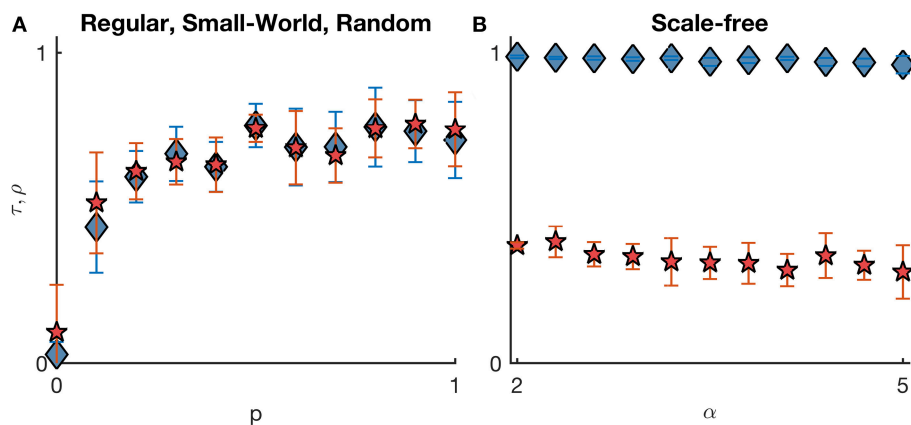 A Regular, Small-World, Random
1
τ, ρ
0
0 1
p
B Scale-free
1
0
2 5
α